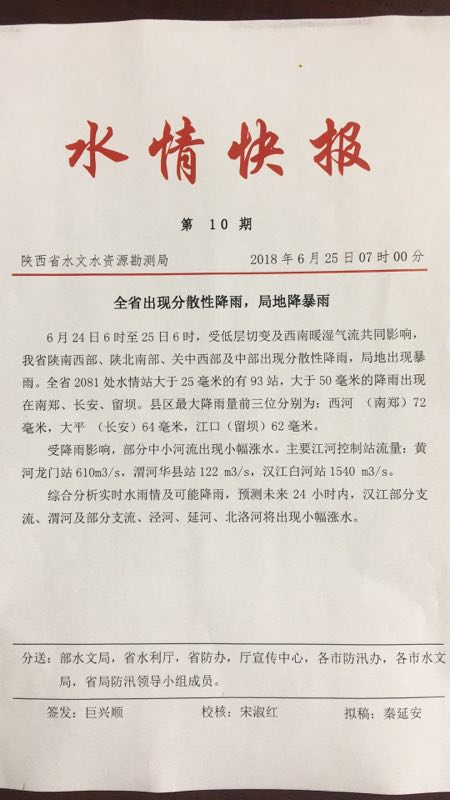 水情快报
第 10 期
陕西省水文水资源勘测局 2018 年 6 月 25 日 07 时 00 分
全省出现分散性降雨，局地降暴雨
6 月 24 日 6 时至 25 日 6 时，受低层切变及西南暖湿气流共同影响，
我省陕南西部、陕北南部、关中西部及中部出现分散性降雨，局地出现暴
雨。全省 2081 处水情站大于 25 毫米的有 93 站，大于 50 毫米的降雨出现
在南郑、长安、留坝。县区最大降雨量前三位分别为：西河 （南郑）72
毫米，大平 （长安）64 毫米，江口（留坝）62 毫米。
受降雨影响，部分中小河流出现小幅涨水。主要江河控制站流量：黄
河龙门站 610m3/s，渭河华县站 122 m3/s，汉江白河站 1540 m3/s。
综合分析实时水雨情及可能降雨，预测未来 24 小时内，汉江部分支
流、渭河及部分支流、泾河、延河、北洛河将出现小幅涨水。
分送：部水文局，省水利厅，省防办，厅宣传中心，各市防汛办，各市水文
局，省局防汛领导小组成员。
签发：巨兴顺 校核：宋淑红 拟稿：秦延安